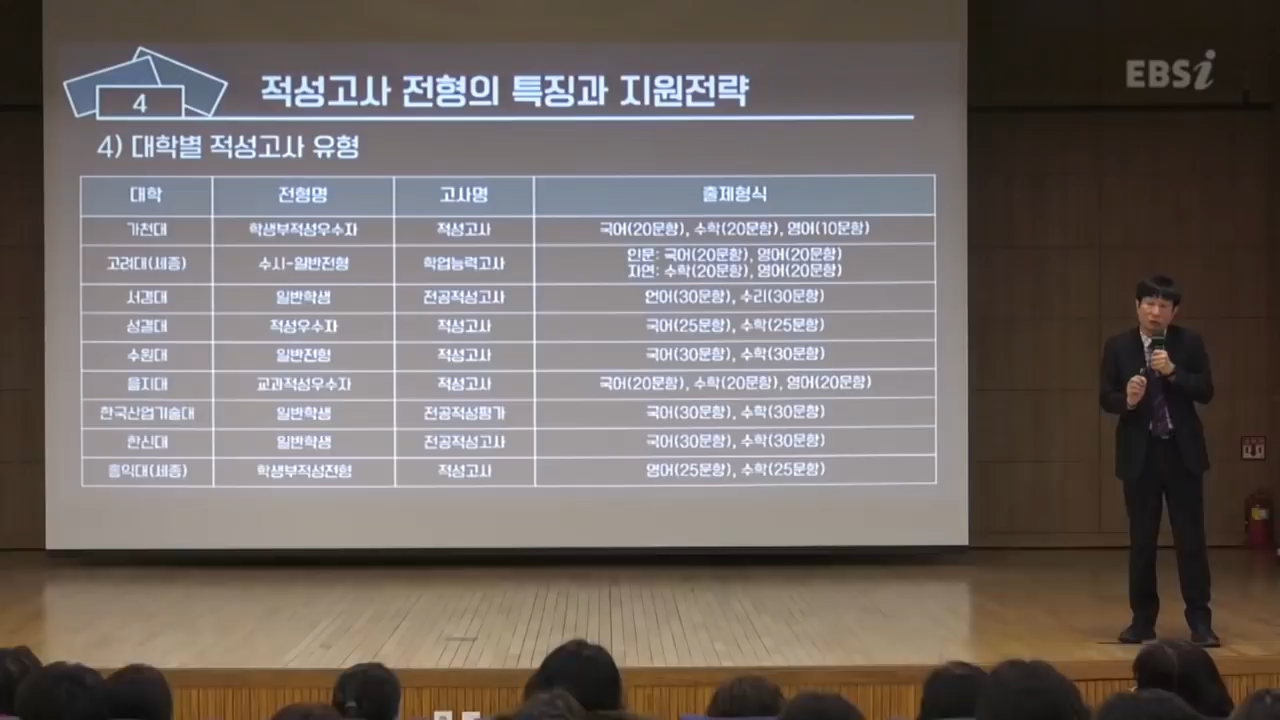 EBSi
4
적성고사 전형의 특징과 지원전략
4) 대학별 적성고사 유형
대학 전형명 고사명 출제형식
가천대 학생부적성우수자 적성고사 국어(20문항), 수학(20문항), 영어(10문항)
고려대(세종) 수시-일반전형 학업능력고사 인문: 국어(20문항), 영어(20문항)
자연: 수학(20문항), 영어(20문항)
서경대 일반학생 전공적성고사 언어(30문항), 수리(30문항)
성결대 적성우수자 적성고사 국어(25문항), 수학(25문항)
수원대 일반전형 적성고사 국어(30문항), 수학(30문항)
을지대 교과적성우수자 적성고사 국어(20문항), 수학(20문항), 영어(20문항)
한국산업기술대 일반학생 전공적성평가 국어(30문항), 수학(30문항)
한신대 일반학생 전공적성고사 국어(30문항), 수학(30문항)
홍익대(세종) 학생부적성전형 적성고사 영어(25문항), 수학(25문항)